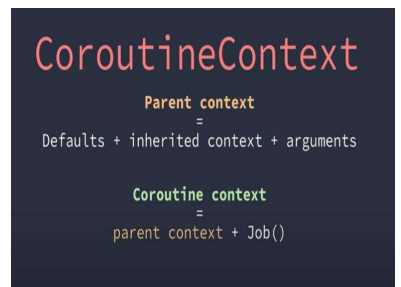 CoroutineContext
Parent context
=
Defaults + inherited context + arguments
Coroutine context
=
parent context + Job()